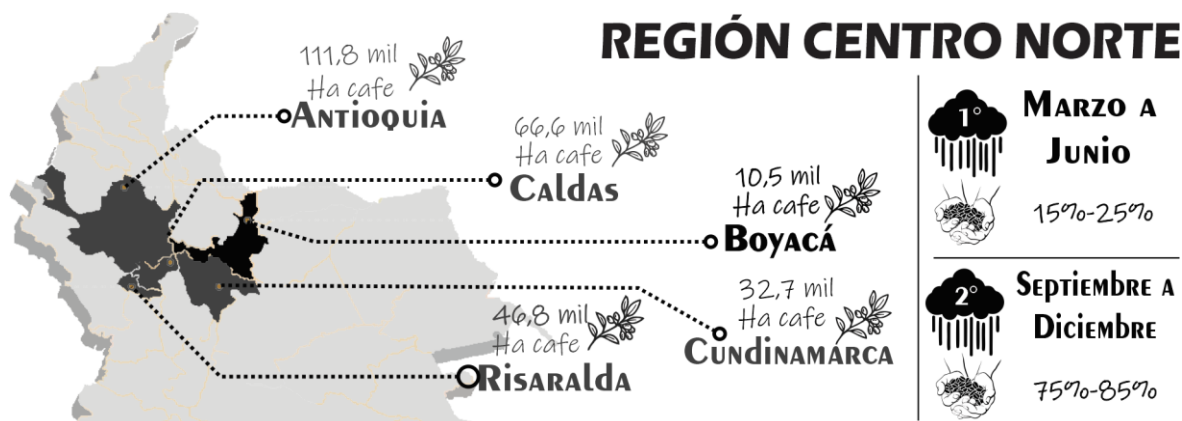 REGIÓN CENTRO NORTE
111,8 mil
Ha cafe
ANTIOQUIA
66,6 mil
Ha cafe
CALDAS
10,5 mil
Ha cafe
BOYACÁ
32,7 mil
Ha cafe
CUNDINAMARCA
46,8 mil
Ha cafe
RISARALDA
1°
MARZO A
JUNIO
15%-25%
2°
SEPTIEMBRE A
DICIEMBRE
75%-85%